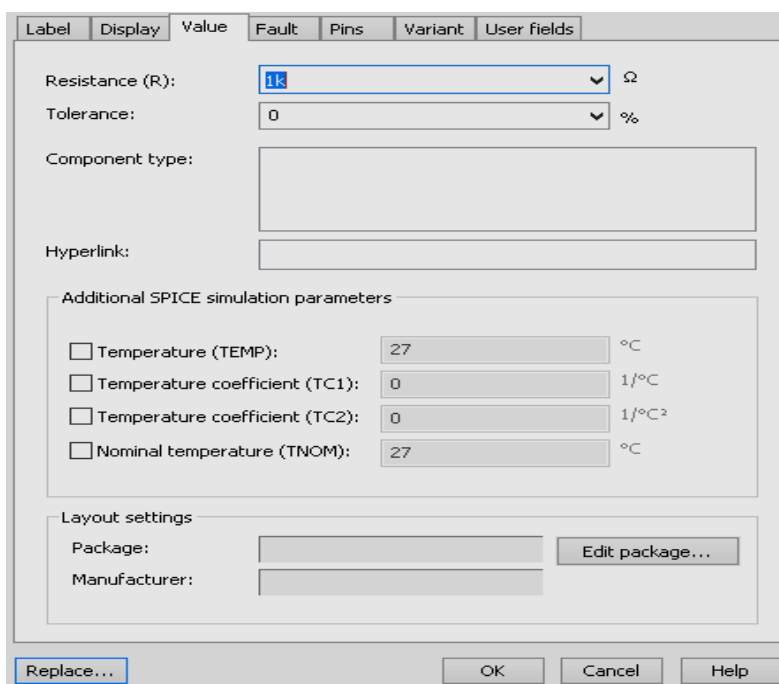 Label Display Value Fault Pins Variant User fields
Resistance (R): 1k Ω
Tolerance: 0 %
Component type:
Hyperlink:
Additional SPICE simulation parameters
Temperature (TEMP): 27 °C
Temperature coefficient (TC1): 0 1/°C
Temperature coefficient (TC2): 0 1/°C²
Nominal temperature (TNOM): 27 °C
Layout settings
Package: Edit package...
Manufacturer:
Replace... OK Cancel Help